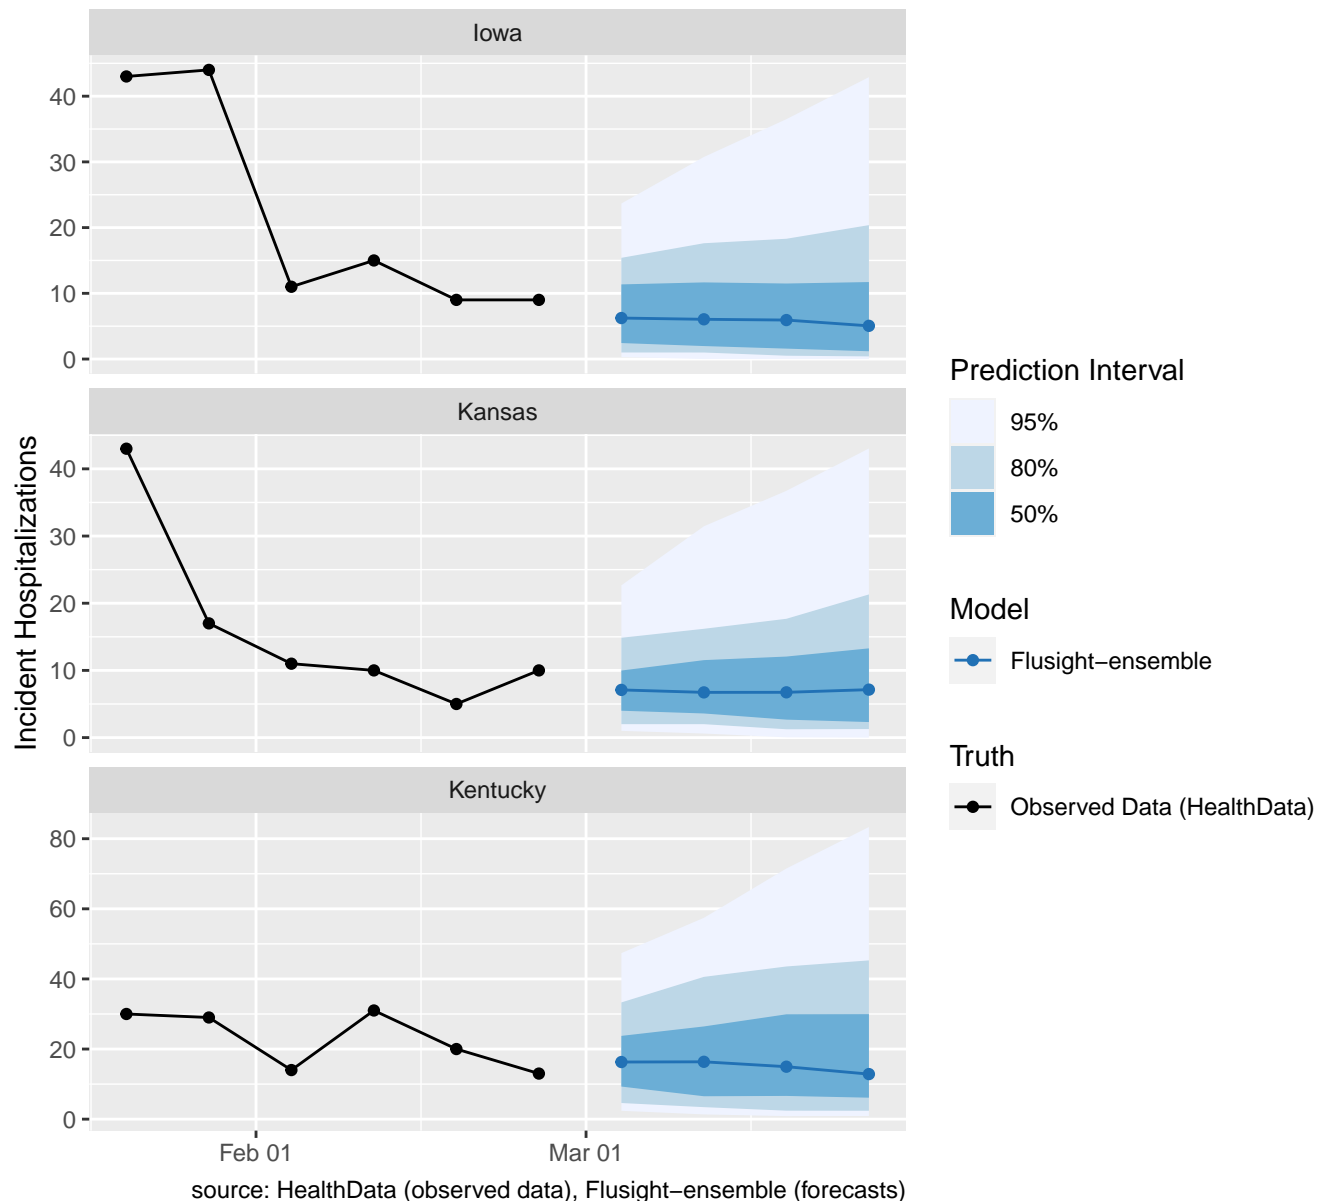 Iowa
40
30
20
10
0
Kansas
40
30
20
10
0
Kentucky
80
60
40
20
0
Feb 01
Mar 01
Incident Hospitalizations
source: HealthData (observed data), Flusight−ensemble (forecasts)
Prediction Interval
95%
80%
50%
Model
Flusight−ensemble
Truth
Observed Data (HealthData)